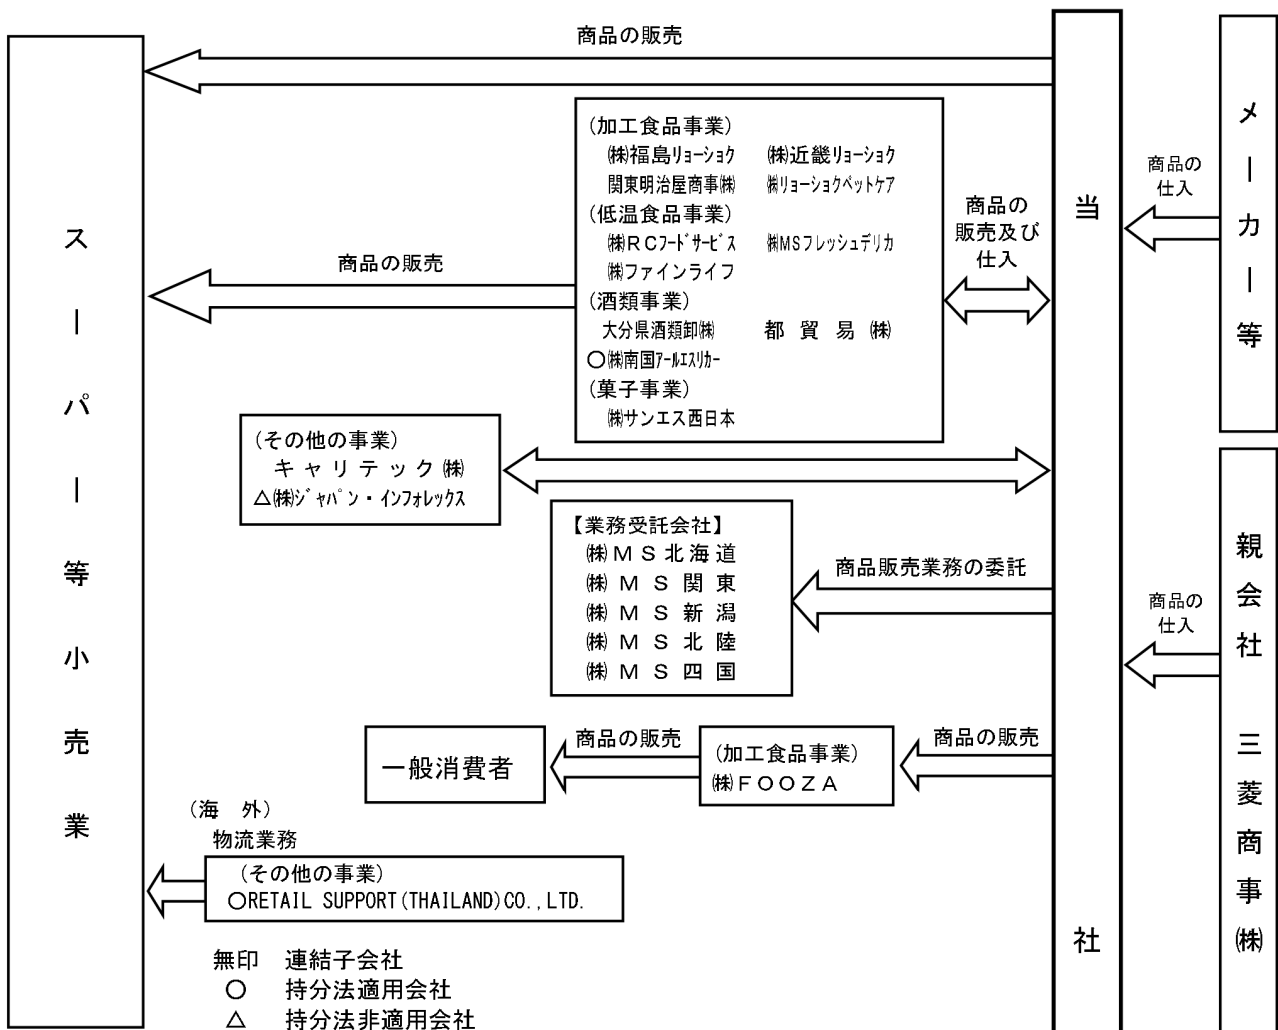 商品の販売
スーパー等小売業
(加工食品事業)
㈱福島リョーショク ㈱近畿リョーショク
関東明治屋商事㈱ ㈱リョーショクペットケア
(低温食品事業)
㈱RCフードサービス ㈱MSフレッシュデリカ
㈱ファインライフ
(酒類事業)
大分県酒類卸㈱ 都貿易㈱
○㈱南国アールエスリカー
(菓子事業)
㈱サンエス西日本
商品の販売
商品の
販売及び
仕入
当社
商品の
仕入
メーカー等
(その他の事業)
キャリテック㈱
△㈱ジャパン・インフォレックス
【業務受託会社】
㈱MS北海道
㈱MS関東
㈱MS新潟
㈱MS北陸
㈱MS四国
商品販売業務の委託
商品の
仕入
親会社 三菱商事㈱
一般消費者
商品の販売
(加工食品事業)
㈱FOOZA
商品の販売
(海 外)
物流業務
(その他の事業)
○RETAIL SUPPORT(THAILAND)CO.,LTD.
無印 連結子会社
○ 持分法適用会社
△ 持分法非適用会社